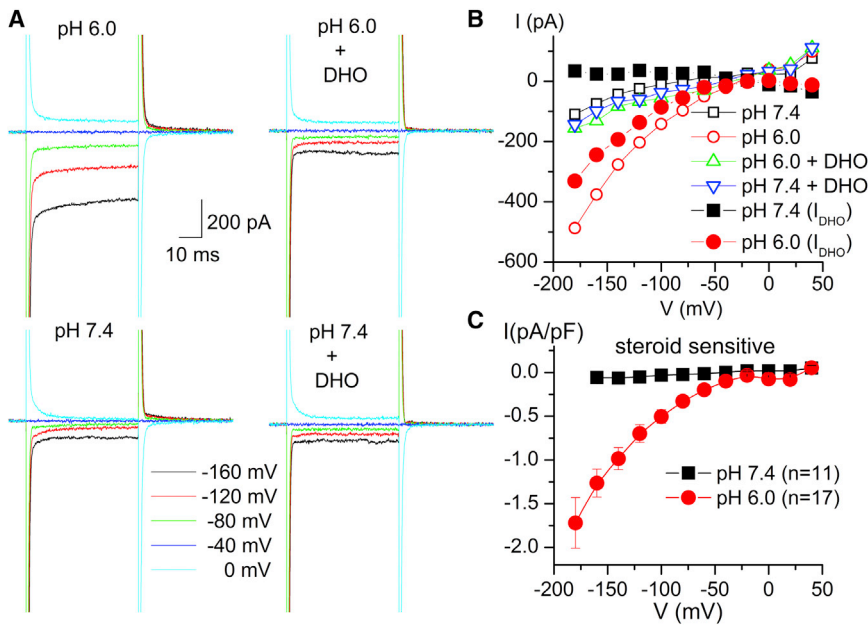 A
pH 6.0
pH 6.0
+
DHO
200 pA
10 ms
pH 7.4
pH 7.4
+
DHO
-160 mV
-120 mV
-80 mV
-40 mV
0 mV
B
I (pA)
0
-200
-400
-600
pH 7.4
pH 6.0
pH 6.0 + DHO
pH 7.4 + DHO
pH 7.4 (I_DHO)
pH 6.0 (I_DHO)
-200 -150 -100 -50 0 50
V (mV)
C
I(pA/pF)
steroid sensitive
0.0
-0.5
-1.0
-1.5
-2.0
pH 7.4 (n=11)
pH 6.0 (n=17)
-200 -150 -100 -50 0 50
V (mV)